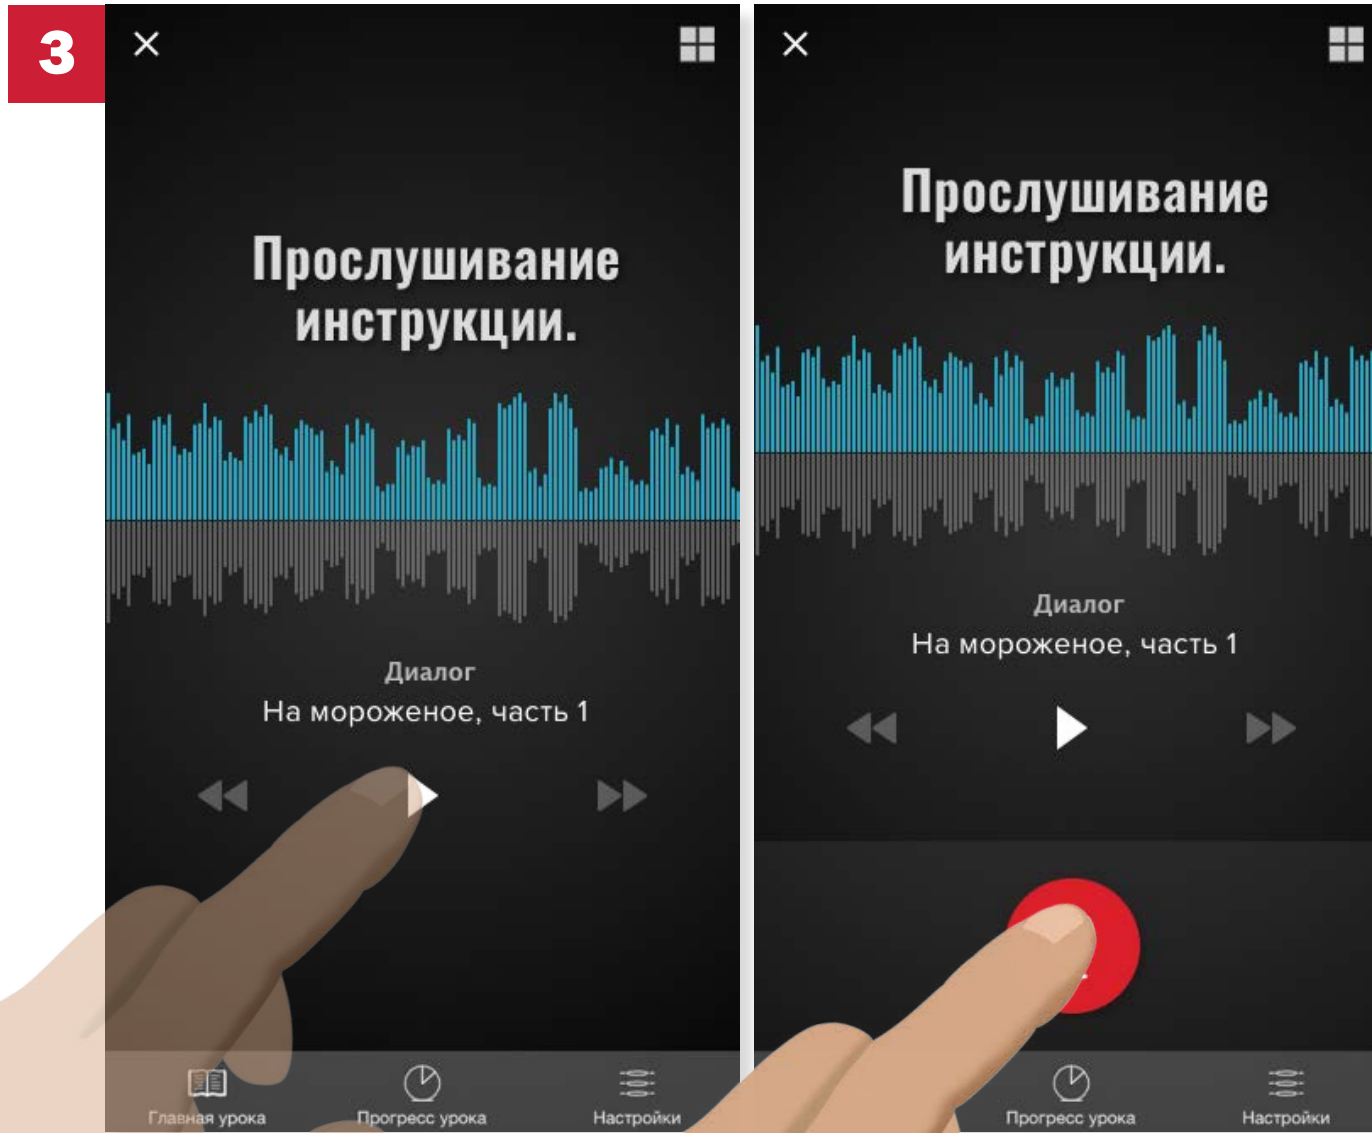 3
Прослушивание
инструкции.
Диалог
На мороженое, часть 1
Главная урока
Прогресс урока
Настройки
Прослушивание
инструкции.
Диалог
На мороженое, часть 1
Прогресс урока
Настройки